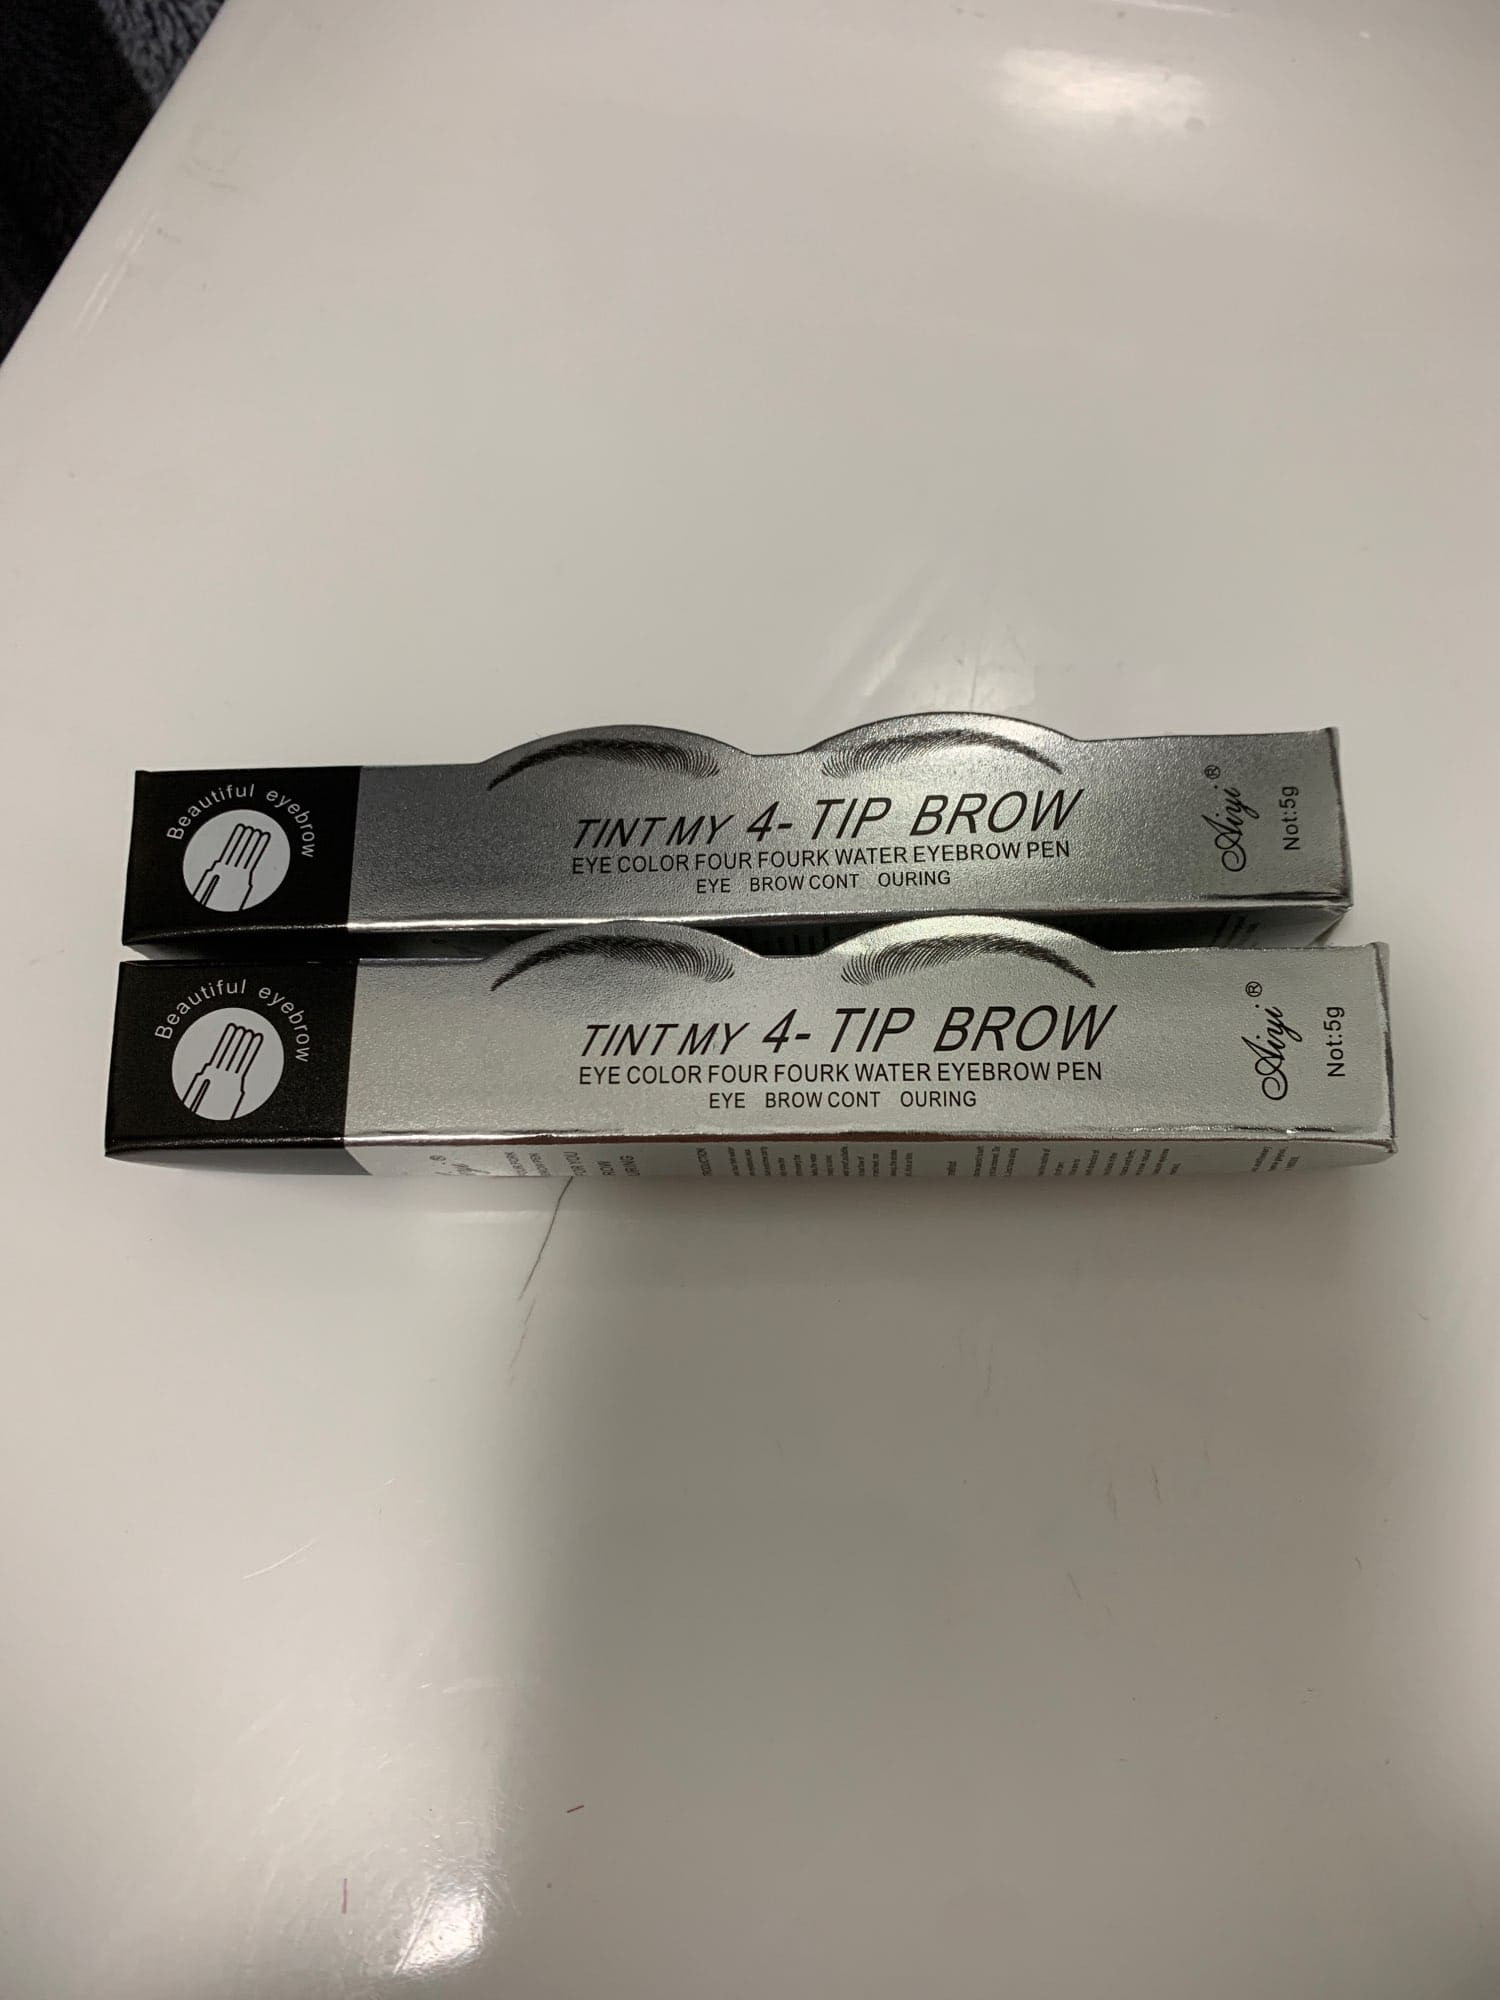 Beautiful eyebrow
TINT MY 4- TIP BROW
EYE COLOR FOUR FOURK WATER EYEBROW PEN
EYE BROW CONT OURING
Aiyi.®
Not:5g
Beautiful eyebrow
TINT MY 4- TIP BROW
EYE COLOR FOUR FOURK WATER EYEBROW PEN
EYE BROW CONT OURING
Aiyi.®
Not:5g